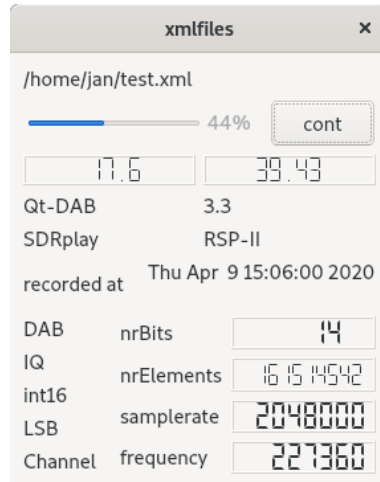 xmlfiles ×
/home/jan/test.xml
44% cont
17.6 39.43
Qt-DAB 3.3
SDRplay RSP-II
recorded at Thu Apr 9 15:06:00 2020
DAB nrBits 14
IQ nrElements 161514542
int16
LSB samplerate 2048000
Channel frequency 227360